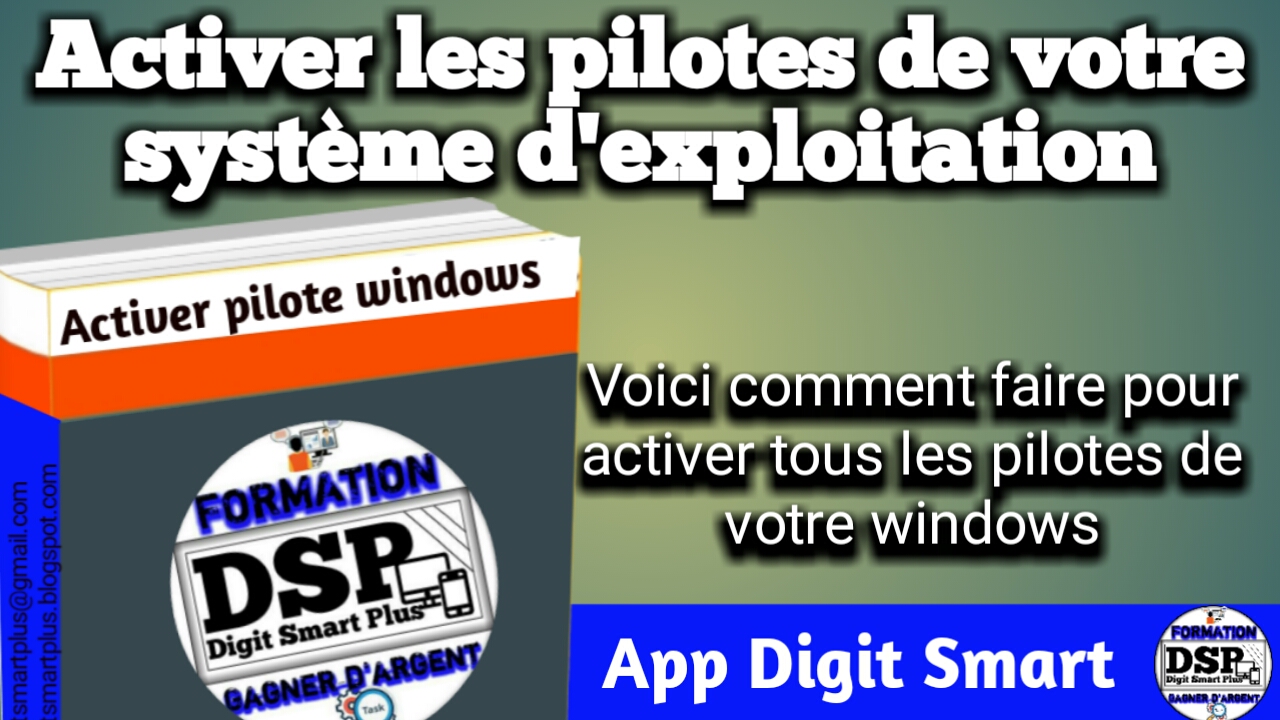 Activer les pilotes de votre
système d'exploitation
Activer pilote windows
Voici comment faire pour
activer tous les pilotes de
votre windows
FORMATION
DSP
Digit Smart Plus
GAGNER D'ARGENT
Task
smartplus@gmail.com
tsmartplus.blogspot.com
App Digit Smart
FORMATION
DSP
Digit Smart Plus
GAGNER D'ARGENT